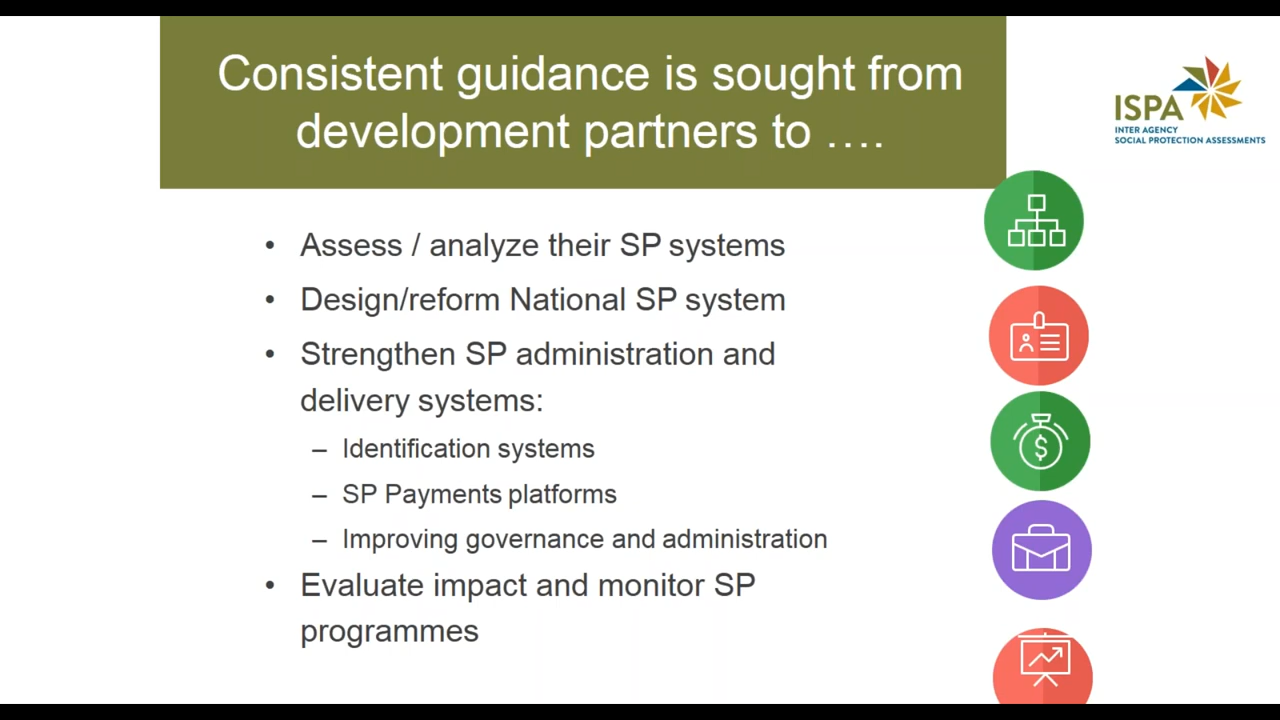 Consistent guidance is sought from
development partners to ....
ISPA
INTER AGENCY
SOCIAL PROTECTION ASSESSMENTS
• Assess / analyze their SP systems
• Design/reform National SP system
• Strengthen SP administration and
delivery systems:
– Identification systems
– SP Payments platforms
– Improving governance and administration
• Evaluate impact and monitor SP
programmes
$